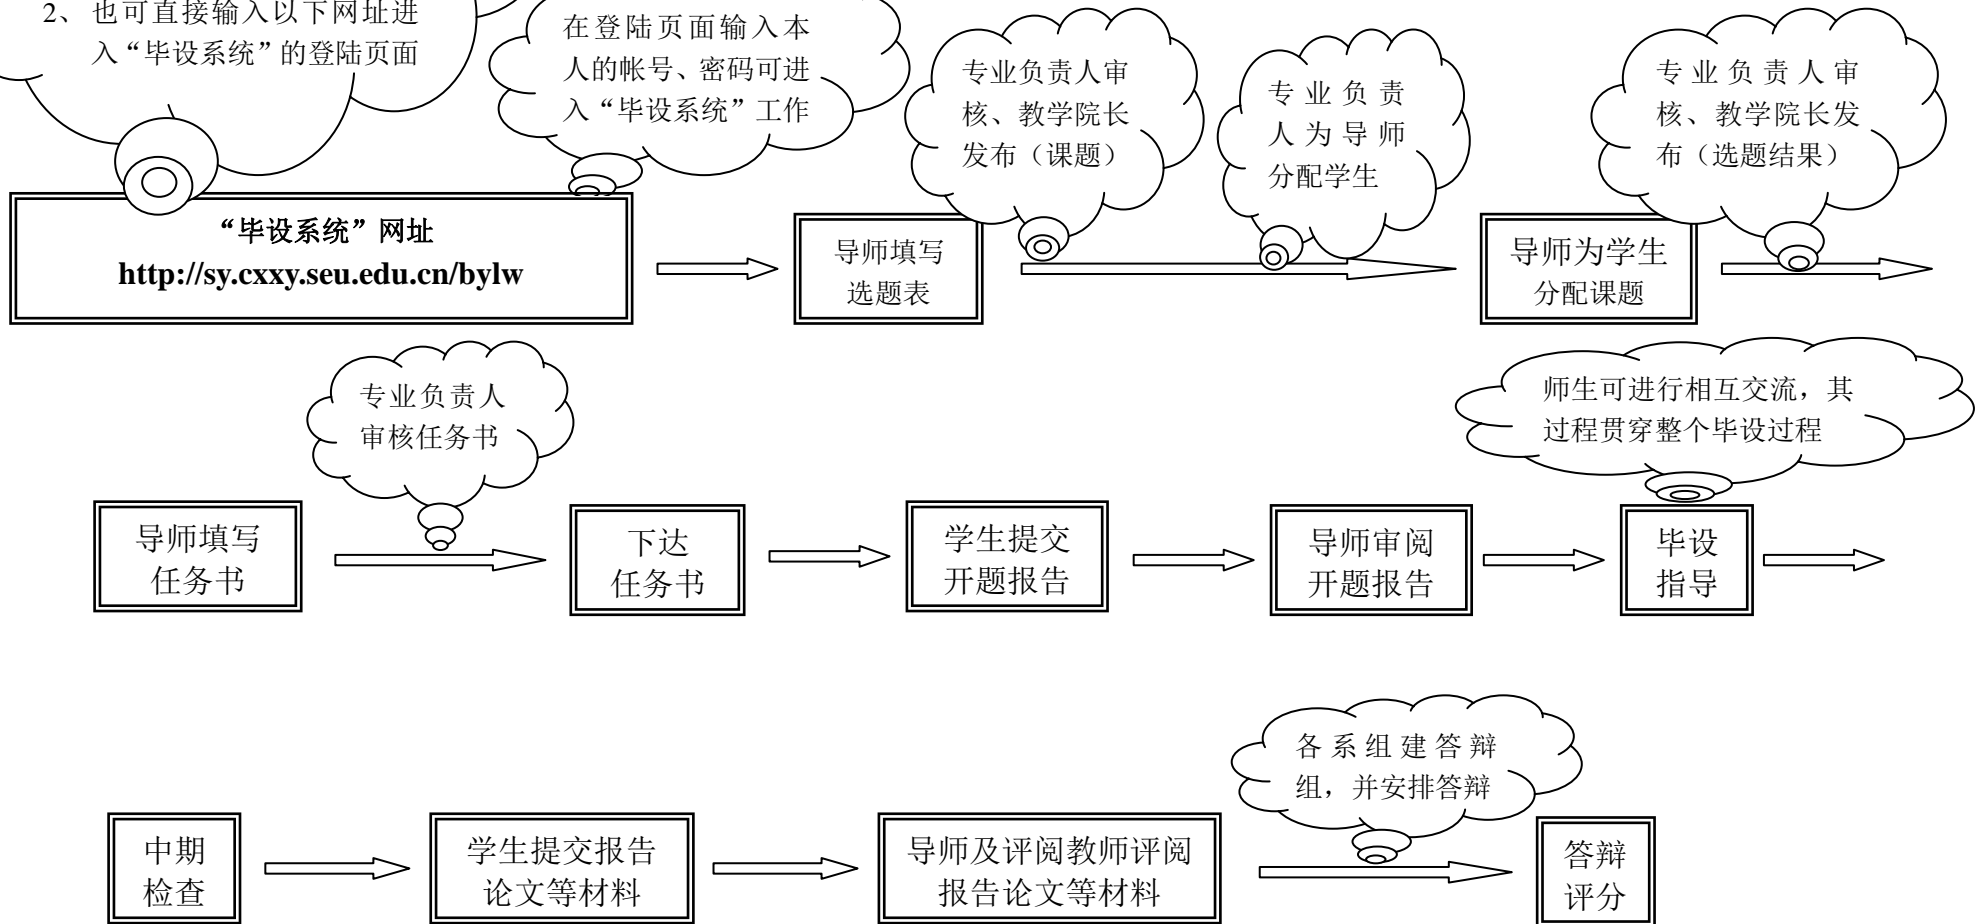 2、也可直接输入以下网址进
入“毕设系统”的登陆页面
在登陆页面输入本
人的帐号、密码可进
入“毕设系统”工作
专业负责人审
核、教学院长
发布（课题）
专业负责
人为导师
分配学生
专业负责人审
核、教学院长发
布（选题结果）
“毕设系统”网址
http://sy.cxxy.seu.edu.cn/bylw
导师填写
选题表
导师为学生
分配课题
专业负责人
审核任务书
师生可进行相互交流，其
过程贯穿整个毕设过程
导师填写
任务书
下达
任务书
学生提交
开题报告
导师审阅
开题报告
毕设
指导
各系组建答辩
组，并安排答辩
中期
检查
学生提交报告
论文等材料
导师及评阅教师评阅
报告论文等材料
答辩
评分